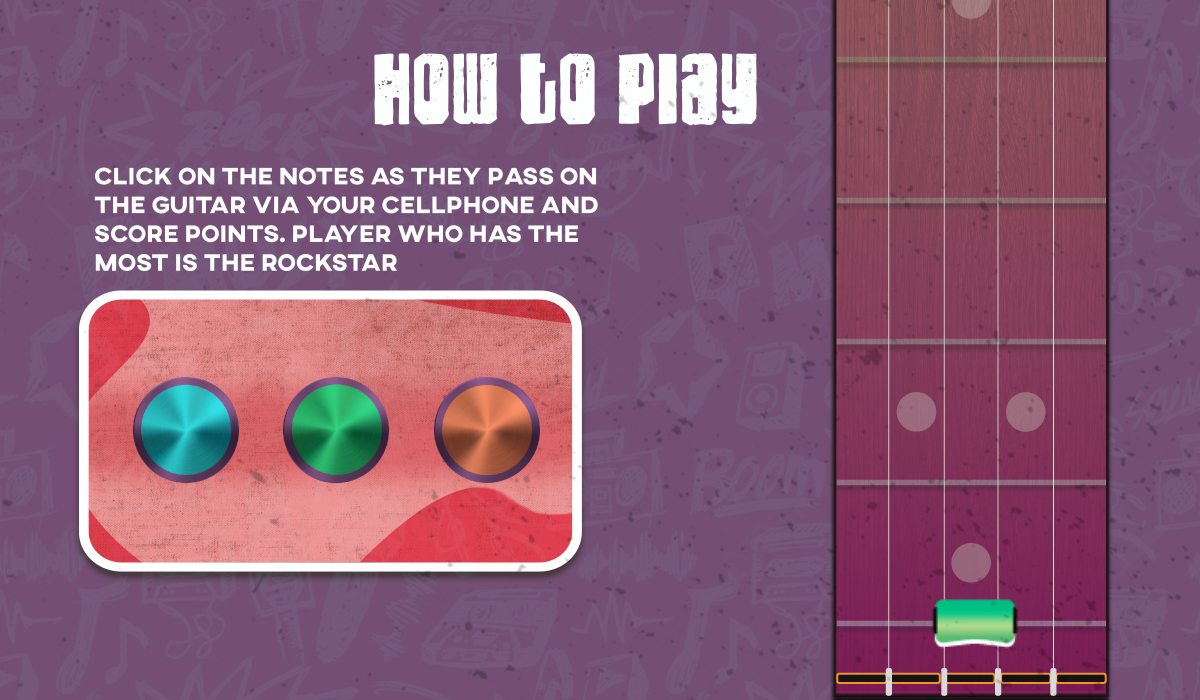 How to Play
CLICK ON THE NOTES AS THEY PASS ON
THE GUITAR VIA YOUR CELLPHONE AND
SCORE POINTS. PLAYER WHO HAS THE
MOST IS THE ROCKSTAR
BOOM